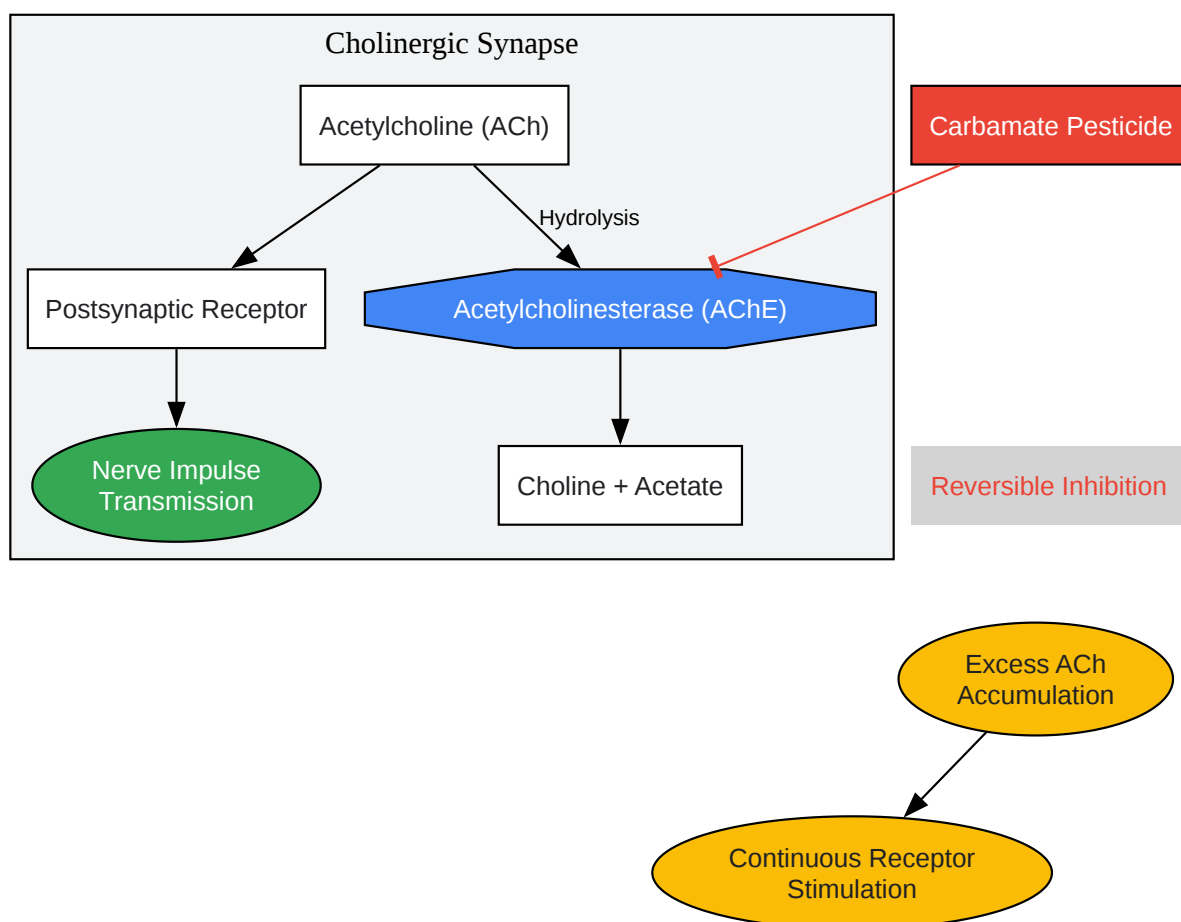 Cholinergic Synapse
Acetylcholine (ACh)
Carbamate Pesticide
Hydrolysis
Postsynaptic Receptor
Acetylcholinesterase (AChE)
Nerve Impulse
Transmission
Choline + Acetate
Reversible Inhibition
Excess ACh
Accumulation
Continuous Receptor
Stimulation